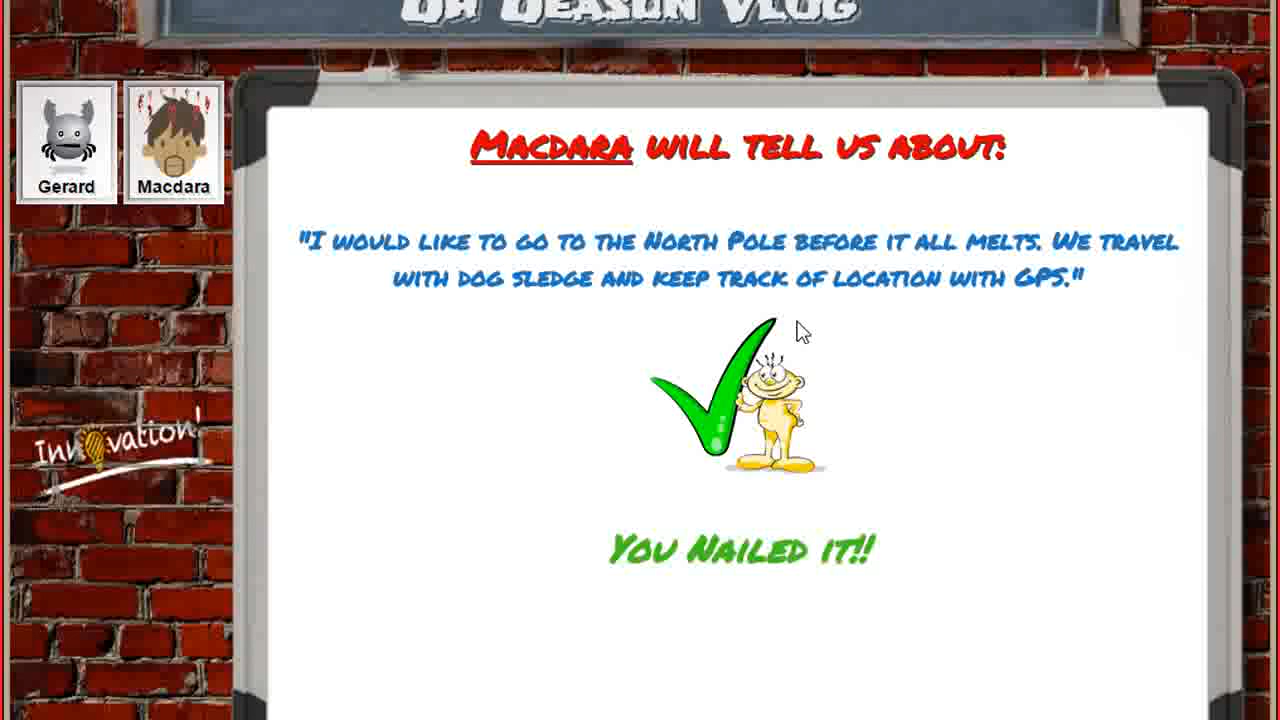 Vlog
Gerard
Macdara
Macdara will tell us about:
"I would like to go to the North Pole before it all melts. We travel
with dog sledge and keep track of location with GPS."
Innovation!
You Nailed it!!